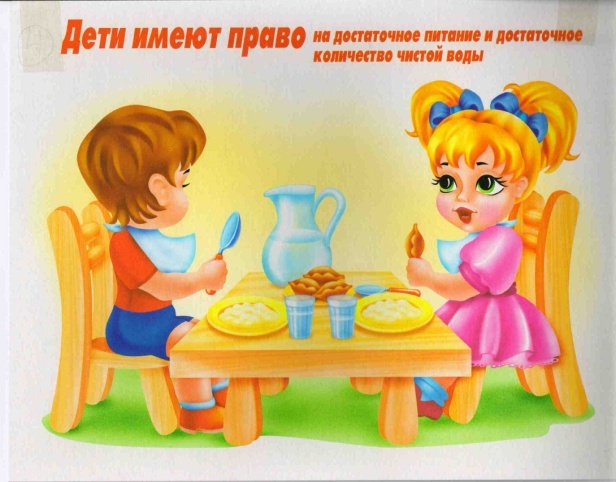 Дети имеют право на достаточное питание и достаточное
количество чистой воды